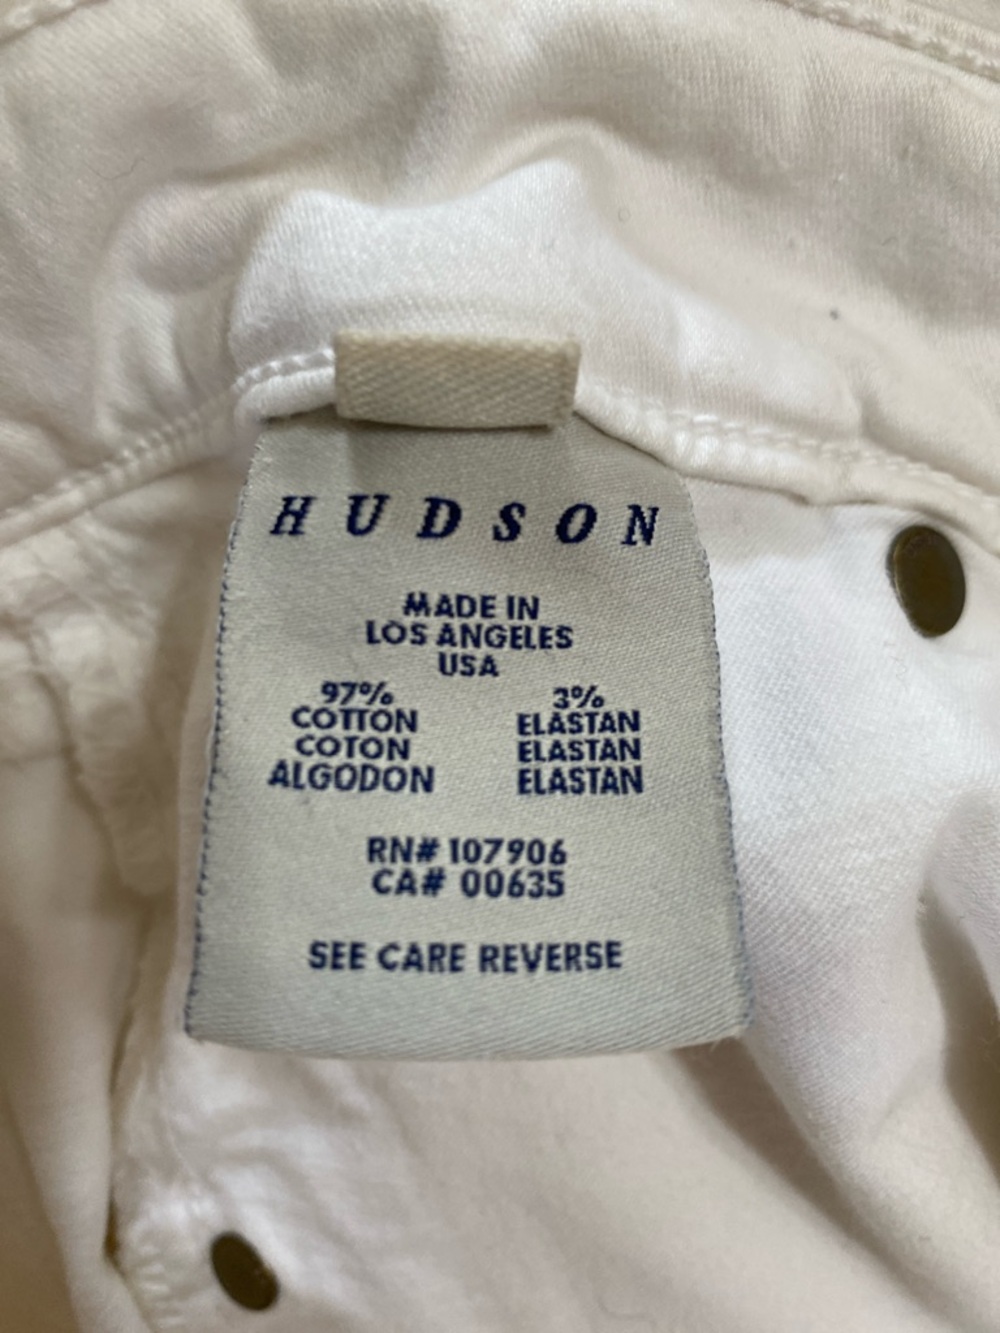 HUDSON
MADE IN
LOS ANGELES
USA
97%
COTTON
COTON
ALGODON
3%
ELASTAN
ELASTAN
ELASTAN
RN# 107906
CA# 00635
SEE CARE REVERSE